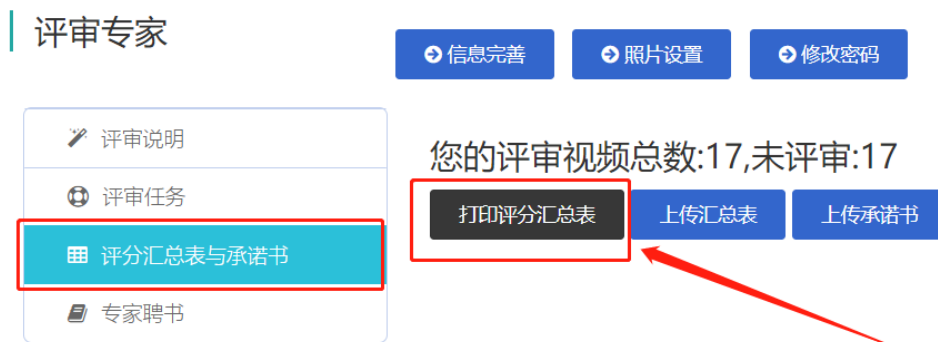 评审专家
信息完善
照片设置
修改密码
评审说明
评审任务
评分汇总表与承诺书
专家聘书
您的评审视频总数:17,未评审:17
打印评分汇总表
上传汇总表
上传承诺书